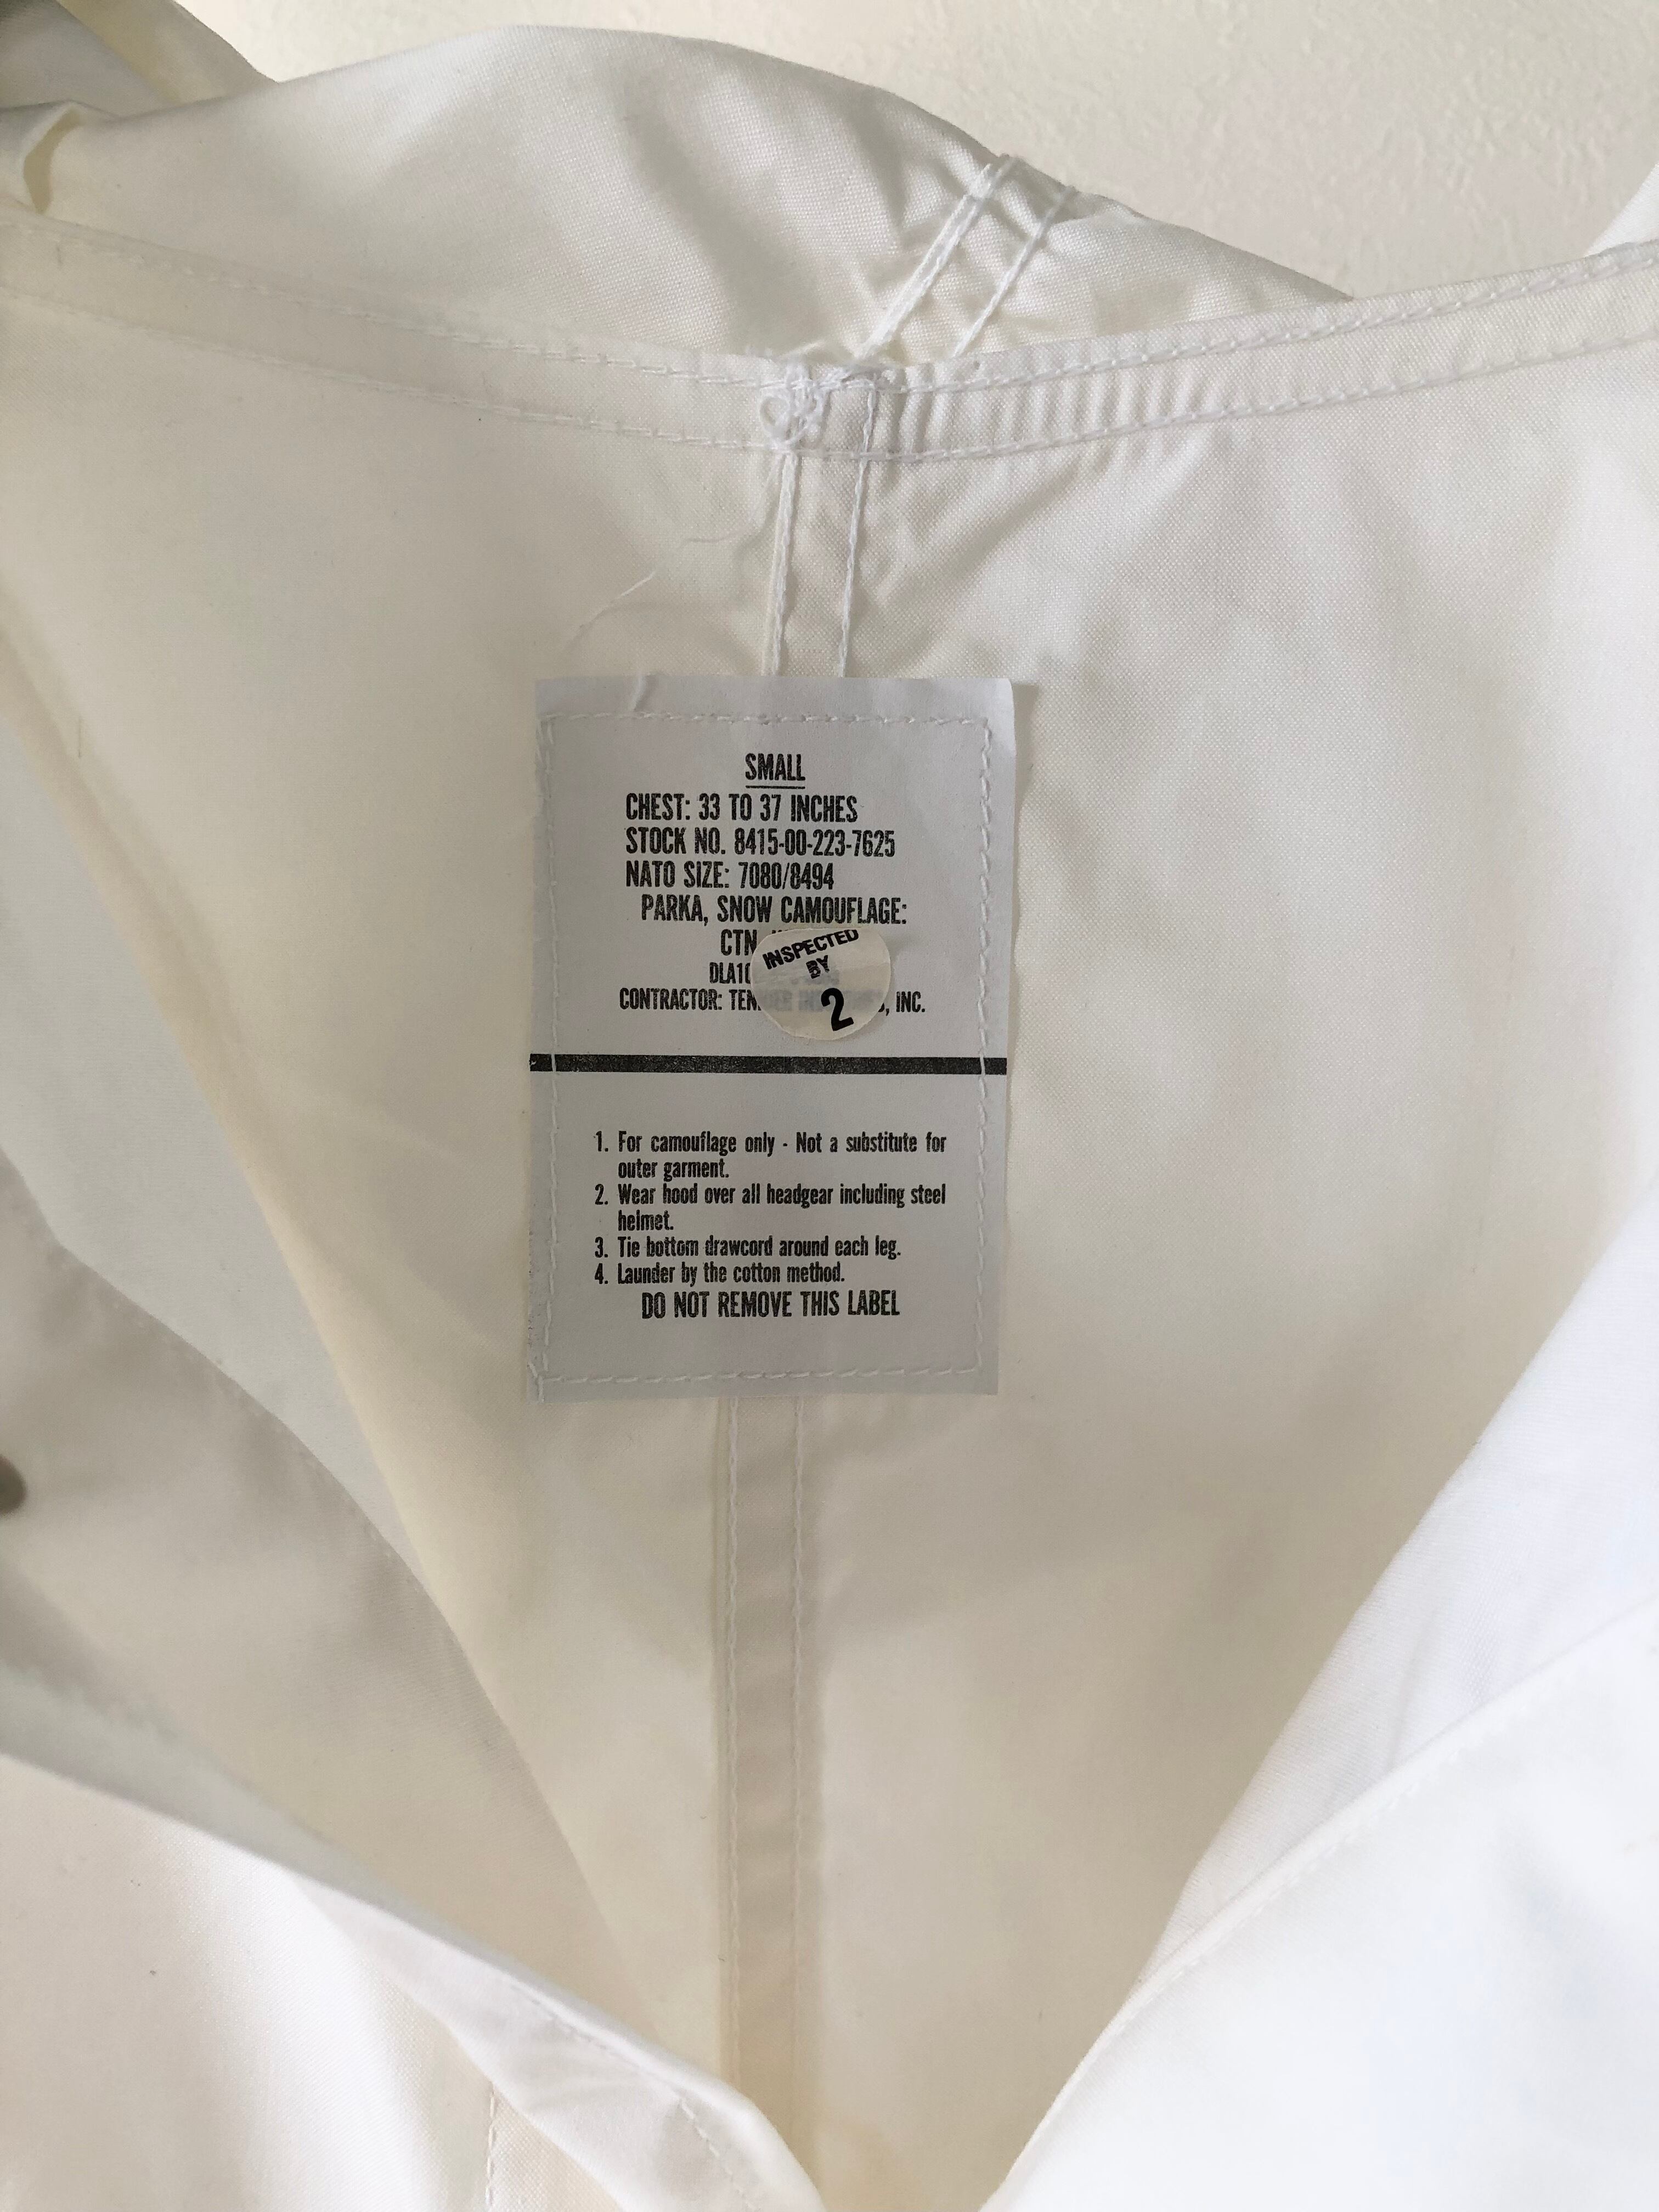 SMALL
CHEST: 33 TO 37 INCHES
STOCK NO. 8415-00-223-7625
NATO SIZE: 7080/8494
PARKA, SNOW CAMOUFLAGE:
CTN
INSPECTED
BY
2
DLA10
CONTRACTOR: , INC.
1. For camouflage only - Not a substitute for
outer garment.
2. Wear hood over all headgear including steel
helmet.
3. Tie bottom drawcord around each leg.
4. Launder by the cotton method.
DO NOT REMOVE THIS LABEL